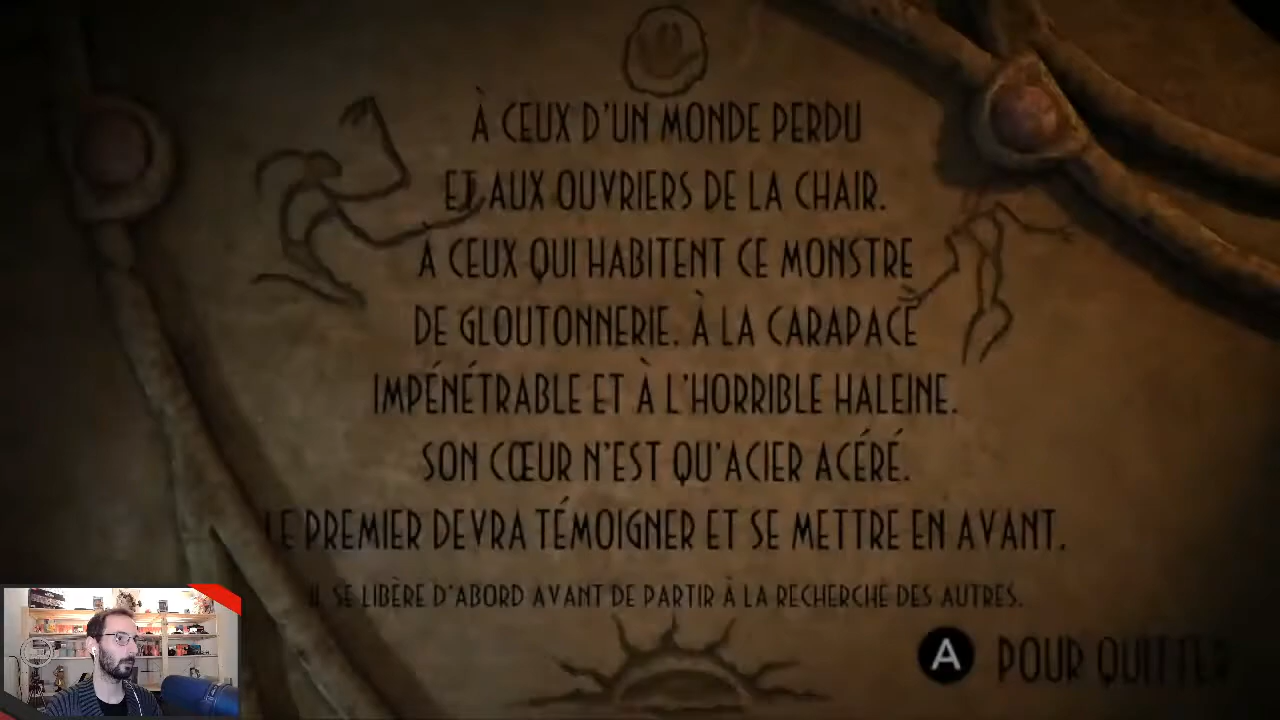 À CEUX D'UN MONDE PERDU
ET AUX OUVRIERS DE LA CHAIR.
À CEUX QUI HABITENT CE MONSTRE
DE GLOUTONNERIE. À LA CARAPACE
IMPÉNÉTRABLE ET À L'HORRIBLE HALEINE.
SON CŒUR N'EST QU'ACIER ACÉRÉ.
LE PREMIER DEVRA TÉMOIGNER ET SE METTRE EN AVANT.
IL SE LIBÈRE D'ABORD AVANT DE PARTIR À LA RECHERCHE DES AUTRES.
A POUR QUITTER